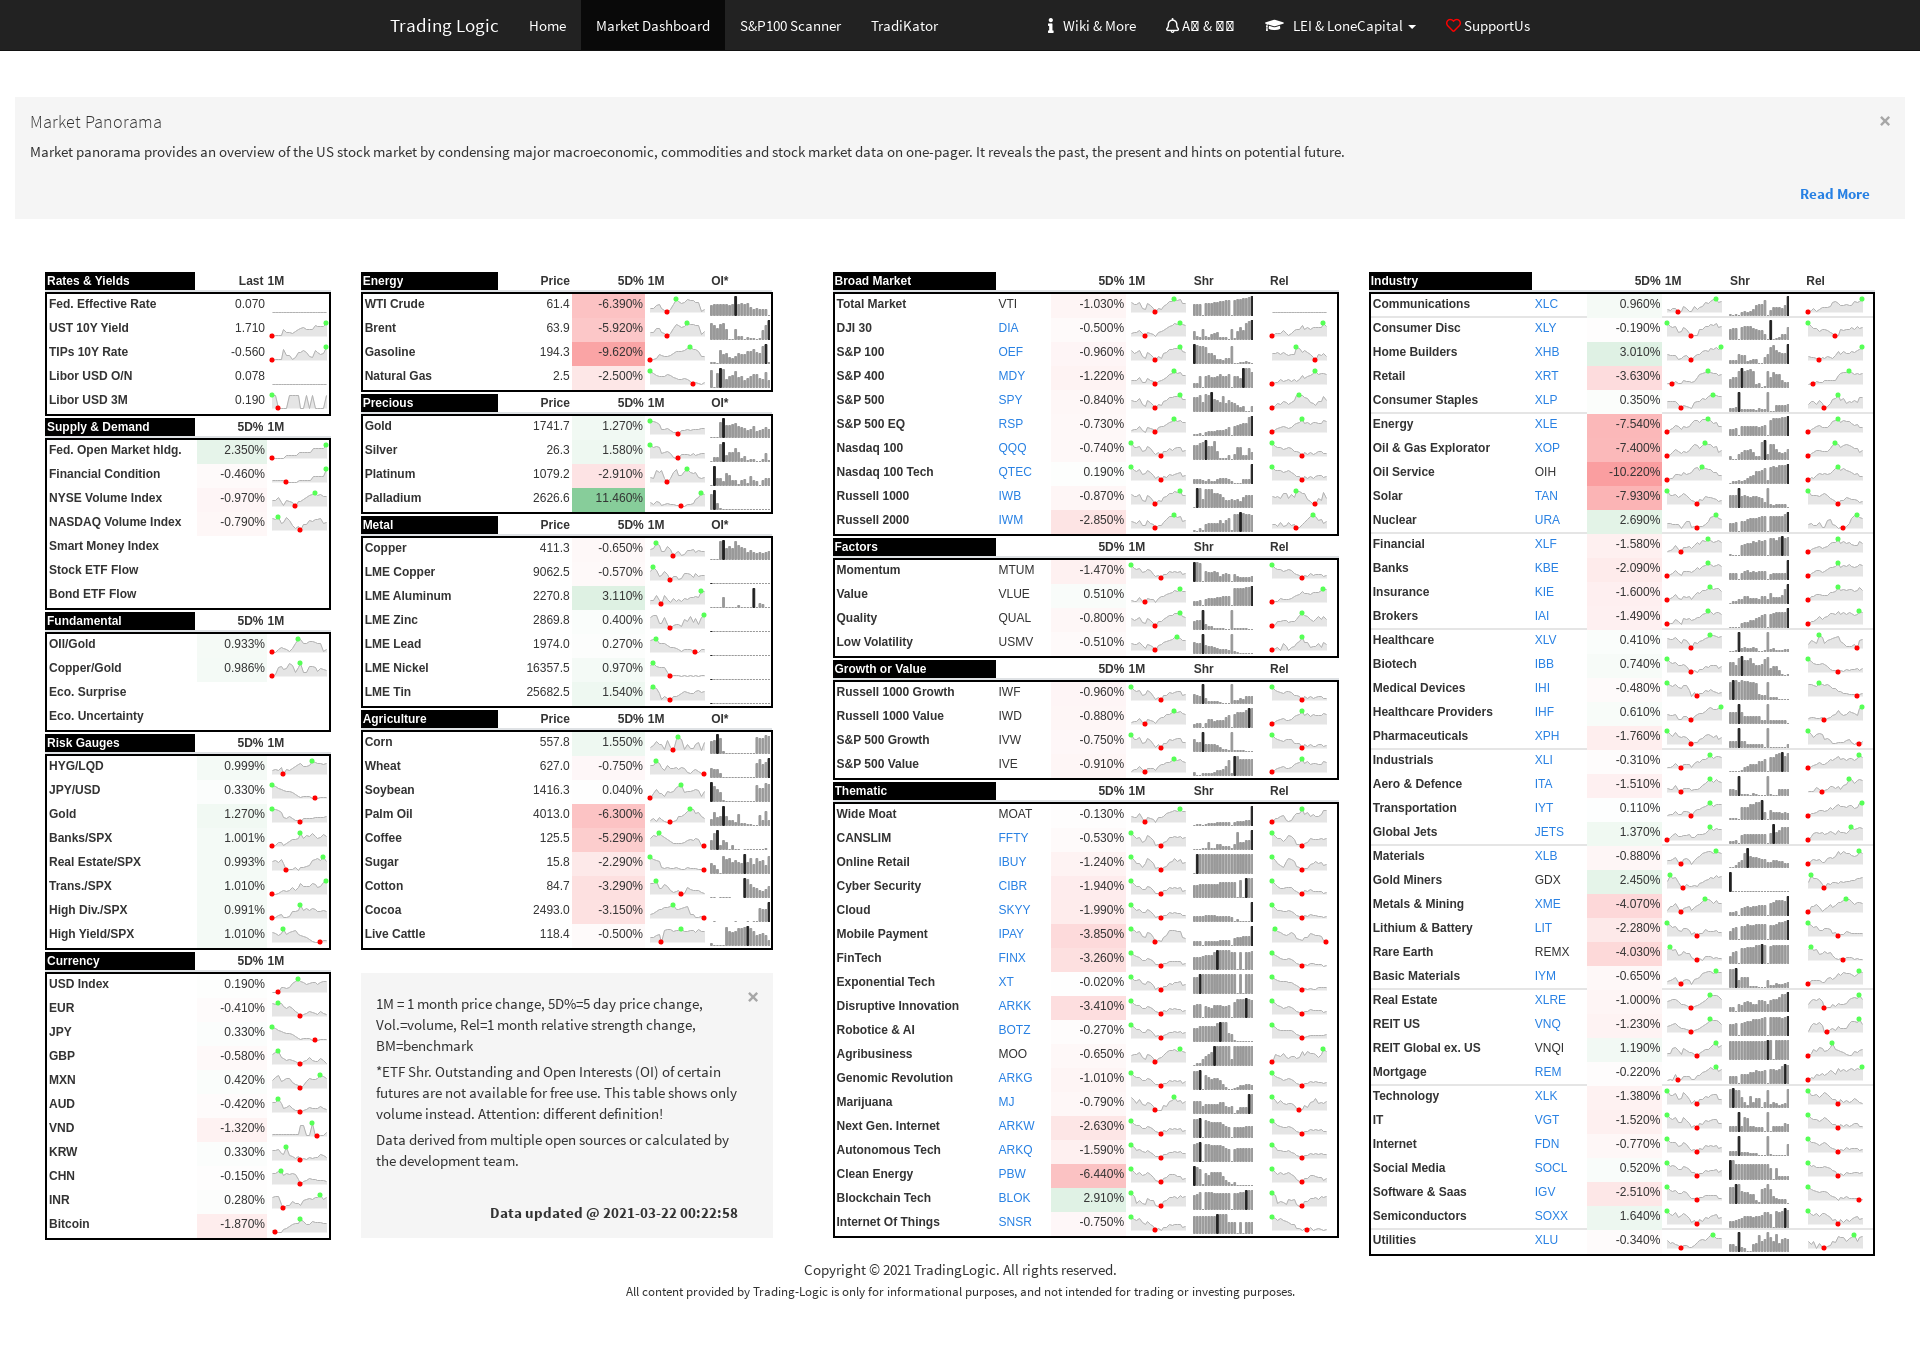 Trading Logic Home Market Dashboard S&P100 Scanner TradiKator Wiki & More LEI & LoneCapital SupportUs
Market Panorama ×
Market panorama provides an overview of the US stock market by condensing major macroeconomic, commodities and stock market data on one-pager. It reveals the past, the present and hints on potential future.
Read More
Rates & Yields Last 1M
Fed. Effective Rate 0.070
UST 10Y Yield 1.710
TIPs 10Y Rate -0.560
Libor USD O/N 0.078
Libor USD 3M 0.190
Supply & Demand 5D% 1M
Fed. Open Market hldg. 2.350%
Financial Condition -0.460%
NYSE Volume Index -0.970%
NASDAQ Volume Index -0.790%
Smart Money Index
Stock ETF Flow
Bond ETF Flow
Fundamental 5D% 1M
Oll/Gold 0.933%
Copper/Gold 0.986%
Eco. Surprise
Eco. Uncertainty
Risk Gauges 5D% 1M
HYG/LQD 0.999%
JPY/USD 0.330%
Gold 1.270%
Banks/SPX 1.001%
Real Estate/SPX 0.993%
Trans./SPX 1.010%
High Div./SPX 0.991%
High Yield/SPX 1.010%
Currency 5D% 1M
USD Index 0.190%
EUR -0.410%
JPY 0.330%
GBP -0.580%
MXN 0.420%
AUD -0.420%
VND -1.320%
KRW 0.330%
CHN -0.150%
INR 0.280%
Bitcoin -1.870%
Energy Price 5D% 1M OI*
WTI Crude 61.4 -6.390%
Brent 63.9 -5.920%
Gasoline 194.3 -9.620%
Natural Gas 2.5 -2.500%
Precious Price 5D% 1M OI*
Gold 1741.7 1.270%
Silver 26.3 1.580%
Platinum 1079.2 -2.910%
Palladium 2626.6 11.460%
Metal Price 5D% 1M OI*
Copper 411.3 -0.650%
LME Copper 9062.5 -0.570%
LME Aluminum 2270.8 3.110%
LME Zinc 2869.8 0.400%
LME Lead 1974.0 0.270%
LME Nickel 16357.5 0.970%
LME Tin 25682.5 1.540%
Agriculture Price 5D% 1M OI*
Corn 557.8 1.550%
Wheat 627.0 -0.750%
Soybean 1416.3 0.040%
Palm Oil 4013.0 -6.300%
Coffee 125.5 -5.290%
Sugar 15.8 -2.290%
Cotton 84.7 -3.290%
Cocoa 2493.0 -3.150%
Live Cattle 118.4 -0.500%
×
1M = 1 month price change, 5D%=5 day price change,
Vol.=volume, Rel=1 month relative strength change,
BM=benchmark
*ETF Shr. Outstanding and Open Interests (OI) of certain
futures are not available for free use. This table shows only
volume instead. Attention: different definition!
Data derived from multiple open sources or calculated by
the development team.
Data updated @ 2021-03-22 00:22:58
Broad Market 5D% 1M Shr Rel
Total Market VTI -1.030%
DJI 30 DIA -0.500%
S&P 100 OEF -0.960%
S&P 400 MDY -1.220%
S&P 500 SPY -0.840%
S&P 500 EQ RSP -0.730%
Nasdaq 100 QQQ -0.740%
Nasdaq 100 Tech QTEC 0.190%
Russell 1000 IWB -0.870%
Russell 2000 IWM -2.850%
Factors 5D% 1M Shr Rel
Momentum MTUM -1.470%
Value VLUE 0.510%
Quality QUAL -0.800%
Low Volatility USMV -0.510%
Growth or Value 5D% 1M Shr Rel
Russell 1000 Growth IWF -0.960%
Russell 1000 Value IWD -0.880%
S&P 500 Growth IVW -0.750%
S&P 500 Value IVE -0.910%
Thematic 5D% 1M Shr Rel
Wide Moat MOAT -0.130%
CANSLIM FFTY -0.530%
Online Retail IBUY -1.240%
Cyber Security CIBR -1.940%
Cloud SKYY -1.990%
Mobile Payment IPAY -3.850%
FinTech FINX -3.260%
Exponential Tech XT -0.020%
Disruptive Innovation ARKK -3.410%
Robotice & AI BOTZ -0.270%
Agribusiness MOO -0.650%
Genomic Revolution ARKG -1.010%
Marijuana MJ -0.790%
Next Gen. Internet ARKW -2.630%
Autonomous Tech ARKQ -1.590%
Clean Energy PBW -6.440%
Blockchain Tech BLOK 2.910%
Internet Of Things SNSR -0.750%
Industry 5D% 1M Shr Rel
Communications XLC 0.960%
Consumer Disc XLY -0.190%
Home Builders XHB 3.010%
Retail XRT -3.630%
Consumer Staples XLP 0.350%
Energy XLE -7.540%
Oil & Gas Explorator XOP -7.400%
Oil Service OIH -10.220%
Solar TAN -7.930%
Nuclear URA 2.690%
Financial XLF -1.580%
Banks KBE -2.090%
Insurance KIE -1.600%
Brokers IAI -1.490%
Healthcare XLV 0.410%
Biotech IBB 0.740%
Medical Devices IHI -0.480%
Healthcare Providers IHF 0.610%
Pharmaceuticals XPH -1.760%
Industrials XLI -0.310%
Aero & Defence ITA -1.510%
Transportation IYT 0.110%
Global Jets JETS 1.370%
Materials XLB -0.880%
Gold Miners GDX 2.450%
Metals & Mining XME -4.070%
Lithium & Battery LIT -2.280%
Rare Earth REMX -4.030%
Basic Materials IYM -0.650%
Real Estate XLRE -1.000%
REIT US VNQ -1.230%
REIT Global ex. US VNQI 1.190%
Mortgage REM -0.220%
Technology XLK -1.380%
IT VGT -1.520%
Internet FDN -0.770%
Social Media SOCL 0.520%
Software & Saas IGV -2.510%
Semiconductors SOXX 1.640%
Utilities XLU -0.340%
Copyright © 2021 TradingLogic. All rights reserved.
All content provided by Trading-Logic is only for informational purposes, and not intended for trading or investing purposes.